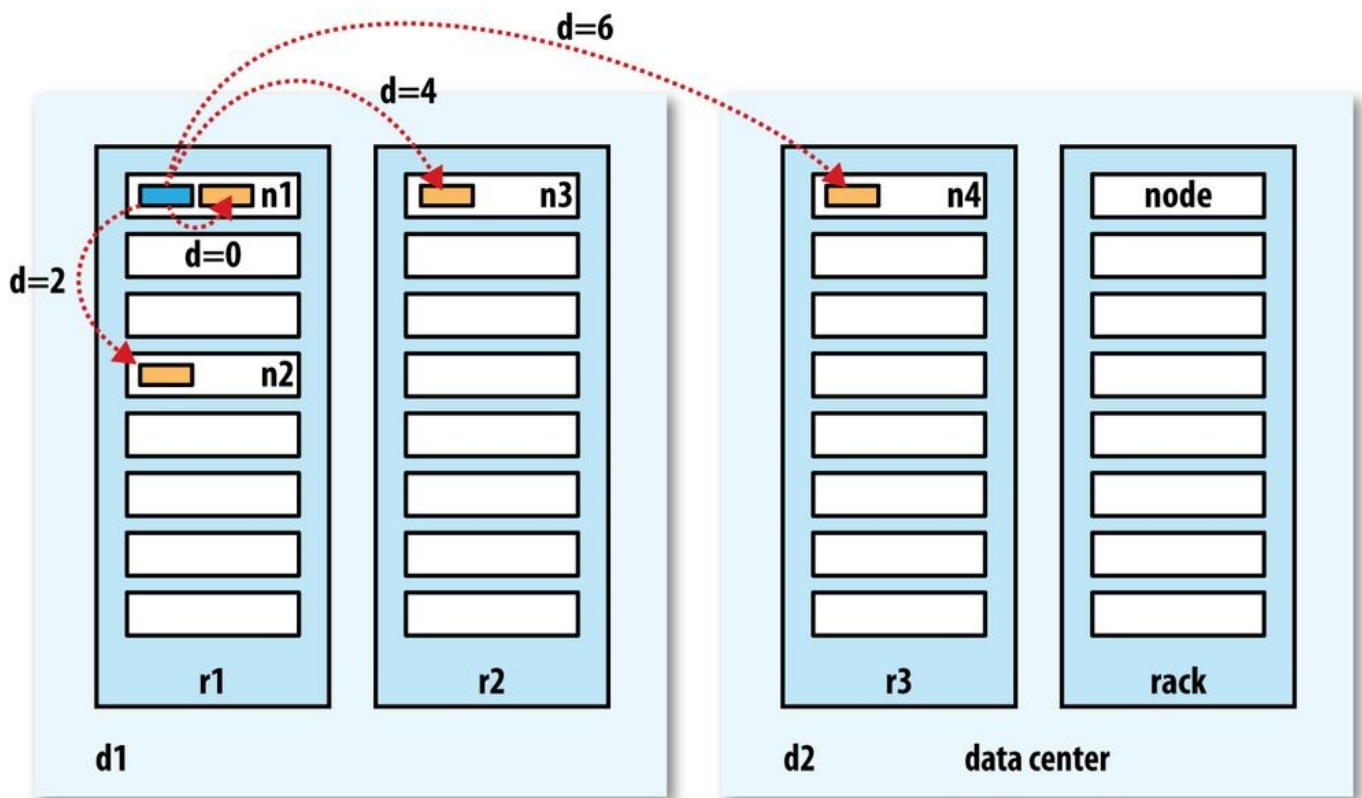 d=6
d=4
n1
n3
n4
node
d=0
d=2
n2
r1
r2
r3
rack
d1
d2
data center